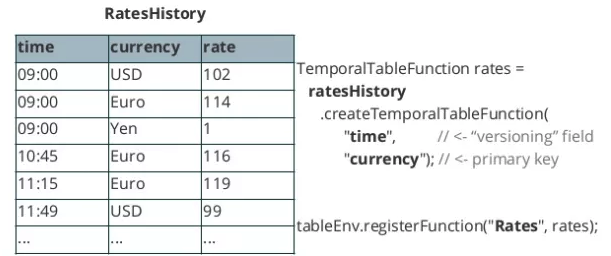 RatesHistory
time currency rate
09:00 USD 102
09:00 Euro 114
09:00 Yen 1
10:45 Euro 116
11:15 Euro 119
11:49 USD 99
... ... ...
TemporalTableFunction rates =
ratesHistory
.createTemporalTableFunction(
"time", // <- “versioning” field
"currency"); // <- primary key
tableEnv.registerFunction("Rates", rates);